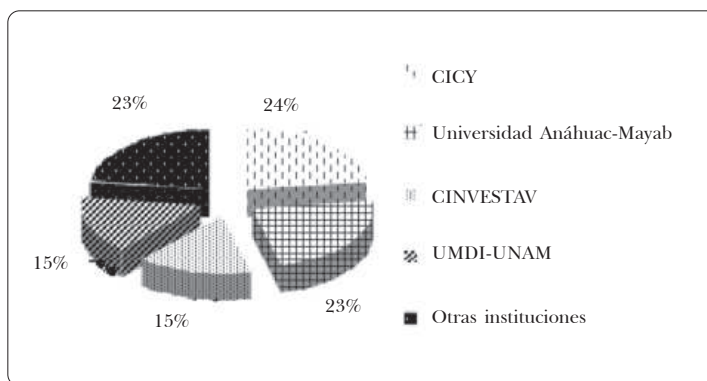 23% 24%
CICY
Universidad Anáhuac-Mayab
CINVESTAV
UMDI-UNAM
15%
15%
23%
Otras instituciones